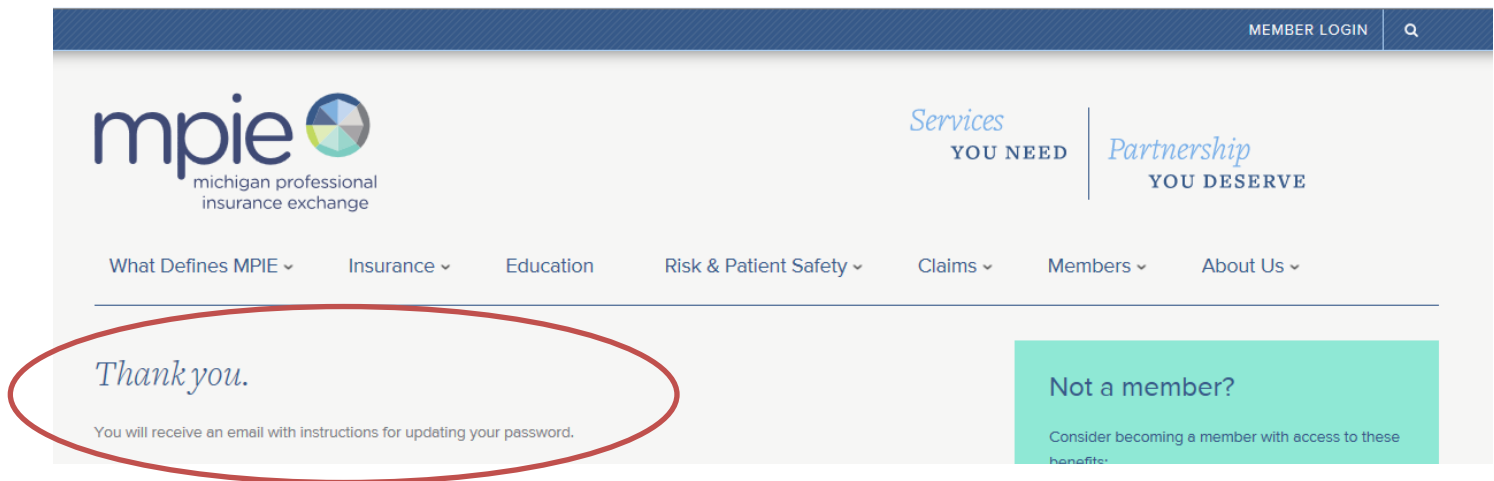 MEMBER LOGIN
mpie
michigan professional
insurance exchange
Services
YOU NEED
Partnership
YOU DESERVE
What Defines MPIE Insurance Education Risk & Patient Safety Claims Members About Us
Thank you.
You will receive an email with instructions for updating your password.
Not a member?
Consider becoming a member with access to these
benefits: